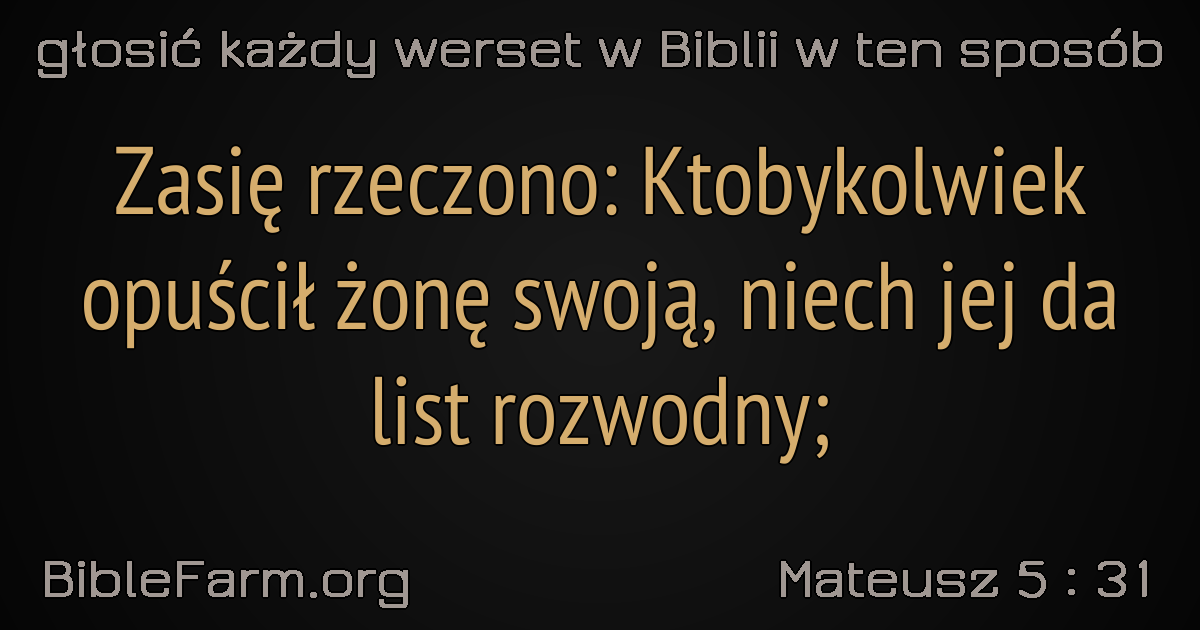 głosić każdy werset w Biblii w ten sposób
Zasię rzeczono: Ktobykolwiek
opuścił żonę swoją, niech jej da
list rozwodny;
BibleFarm.org
Mateusz 5 : 31